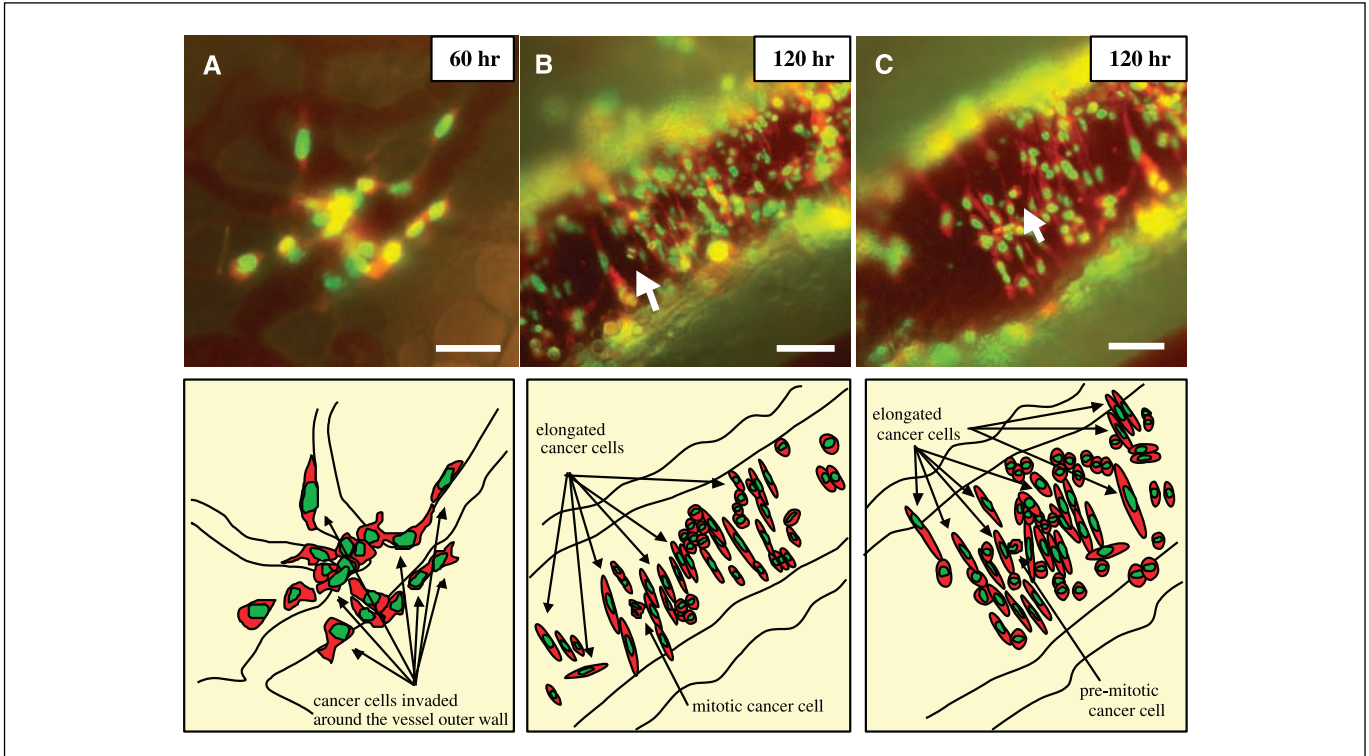 A
60 hr
B
120 hr
C
120 hr
cancer cells invaded
around the vessel outer wall
elongated
cancer cells
mitotic cancer cell
elongated
cancer cells
pre-mitotic
cancer cell